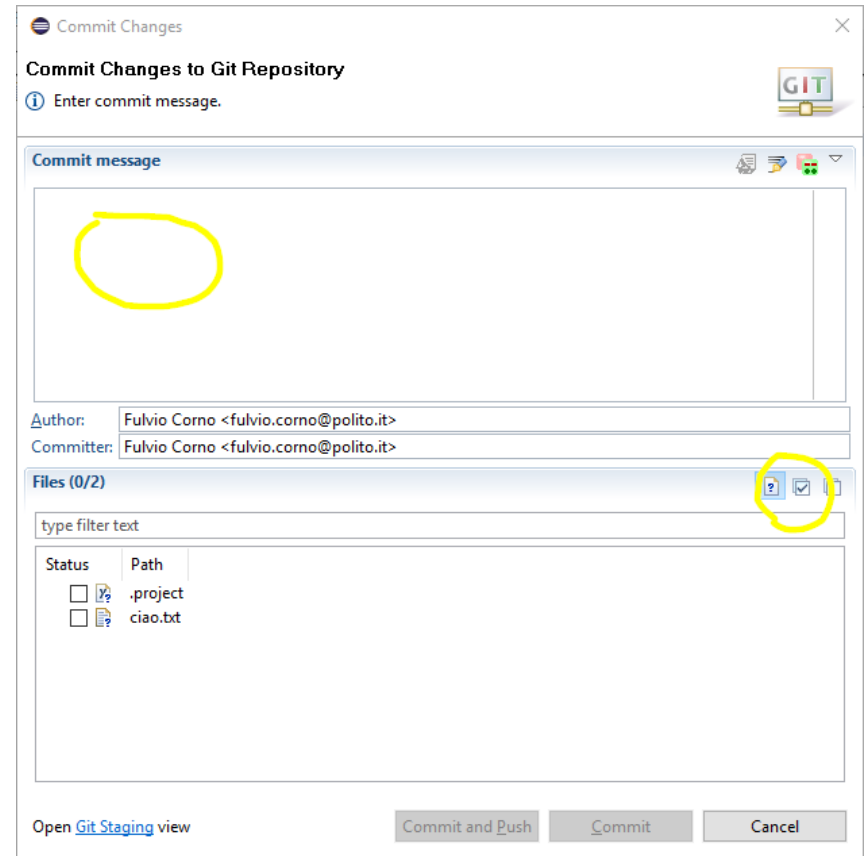 Commit Changes
Commit Changes to Git Repository
Enter commit message.
GIT
Commit message
Author: Fulvio Corno <fulvio.corno@polito.it>
Committer: Fulvio Corno <fulvio.corno@polito.it>
Files (0/2)
type filter text
Status Path
.project
ciao.txt
Open Git Staging view Commit and Push Commit Cancel